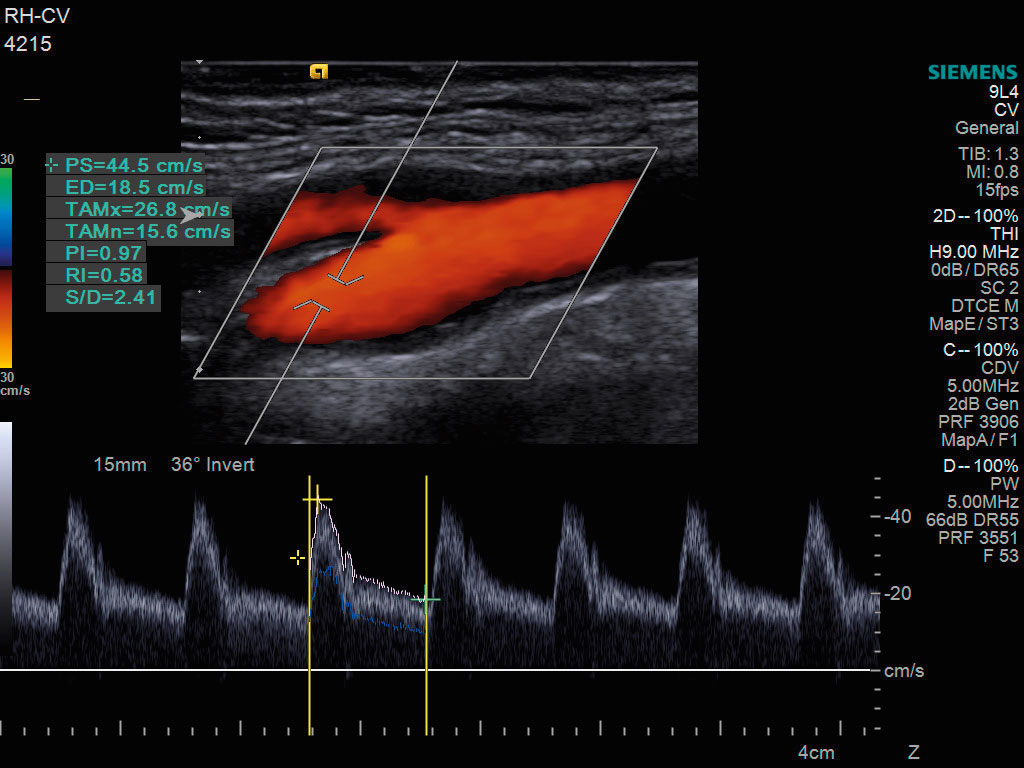 RH-CV
4215
SIEMENS
9L4
CV
General
TIB: 1.3
MI: 0.8
15fps
2D--100%
THI
H9.00 MHz
0dB/DR65
SC 2
DTCE M
MapE/ST3
C--100%
CDV
5.00MHz
2dB Gen
PRF 3906
MapA/F1
D--100%
PW
5.00MHz
66dB DR55
PRF 3551
F 53
30
PS=44.5 cm/s
ED=18.5 cm/s
TAMx=26.8 cm/s
TAMn=15.6 cm/s
PI=0.97
RI=0.58
S/D=2.41
30
cm/s
15mm 36° Invert
-40
-20
cm/s
4cm Z